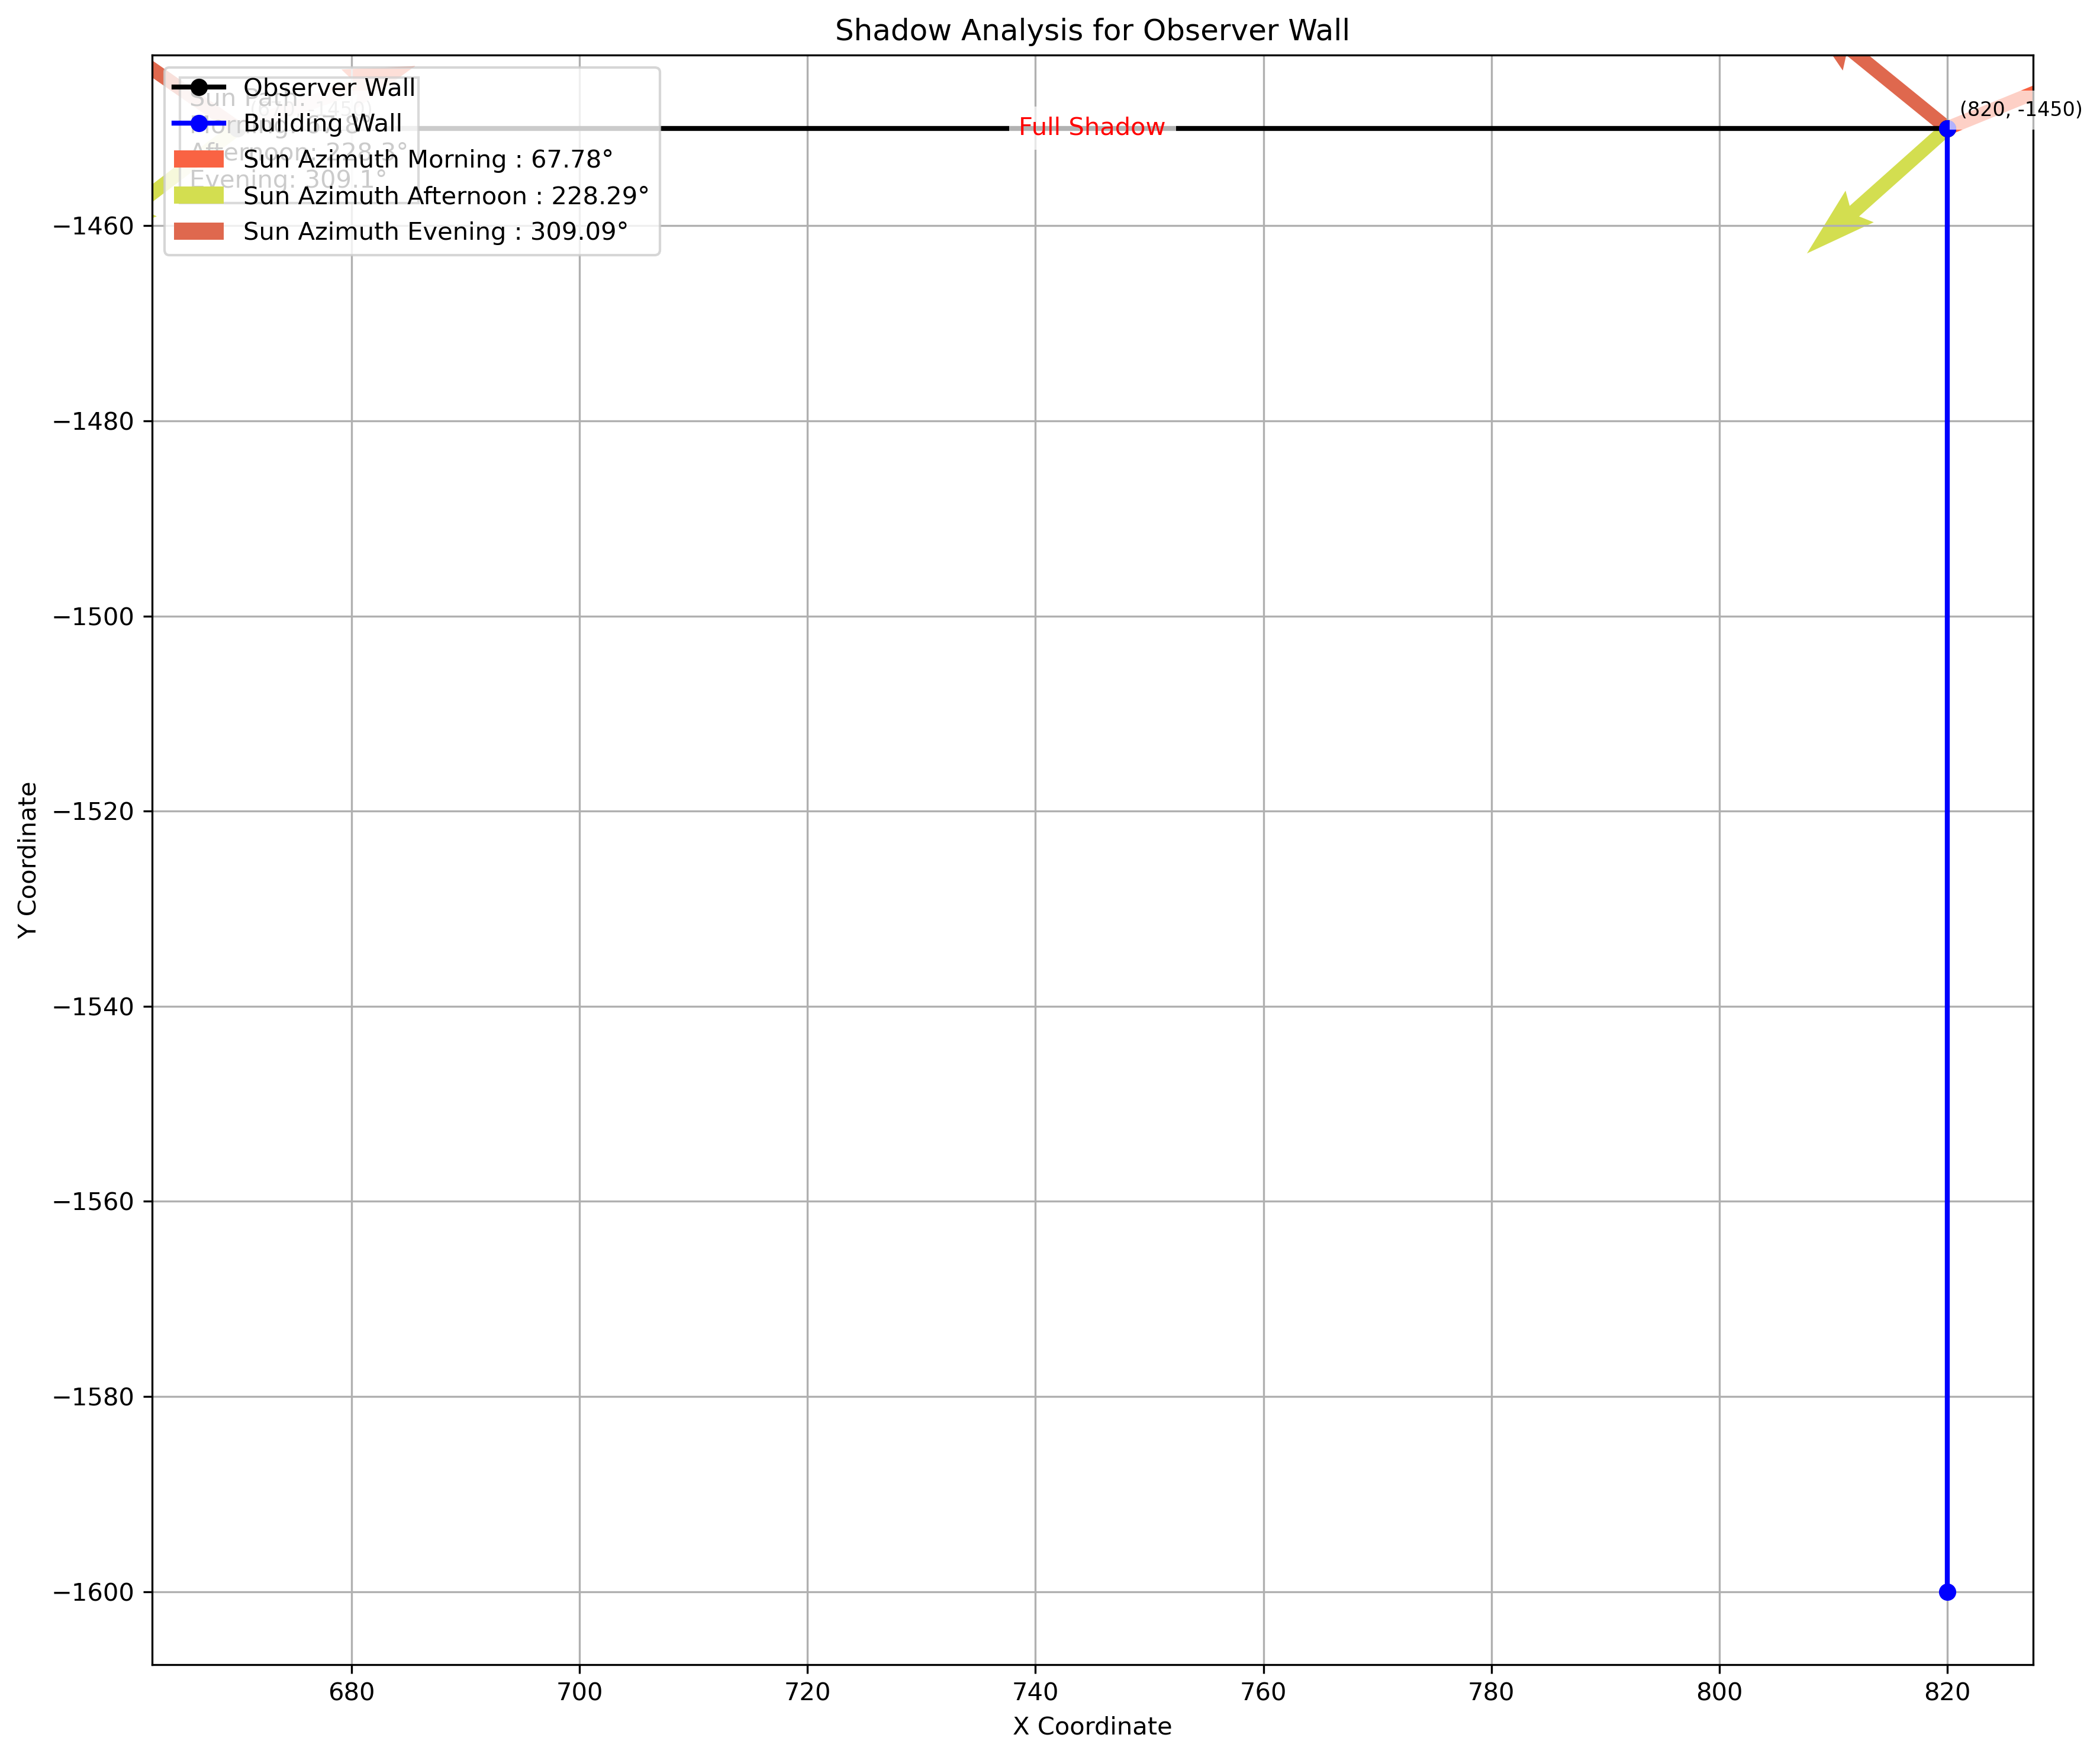 Shadow Analysis for Observer Wall
Observer Wall
Building Wall
Sun Azimuth Morning : 67.78°
Sun Azimuth Afternoon : 228.29°
Sun Azimuth Evening : 309.09°
Sun Path:
Morning: 67.8°
Afternoon: 228.3°
Evening: 309.1°
Full Shadow
(820, -1450)
−1460
−1480
−1500
−1520
−1540
−1560
−1580
−1600
Y Coordinate
680
700
720
740
760
780
800
820
X Coordinate